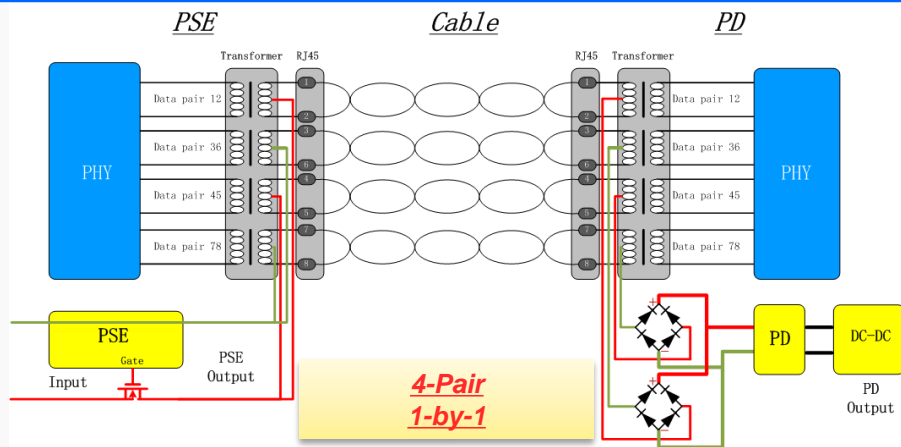 PSE Cable PD
Transformer RJ45 RJ45 Transformer
1 1
Data pair 12 Data pair 12
2 2
3 3
Data pair 36 Data pair 36
PHY PHY
6 6
4 4
Data pair 45 Data pair 45
5 5
7 7
Data pair 78 Data pair 78
8 8
+
PSE
PD DC-DC
Gate
-
PSE
Output
Input
+
PD
Output
4-Pair
1-by-1
-